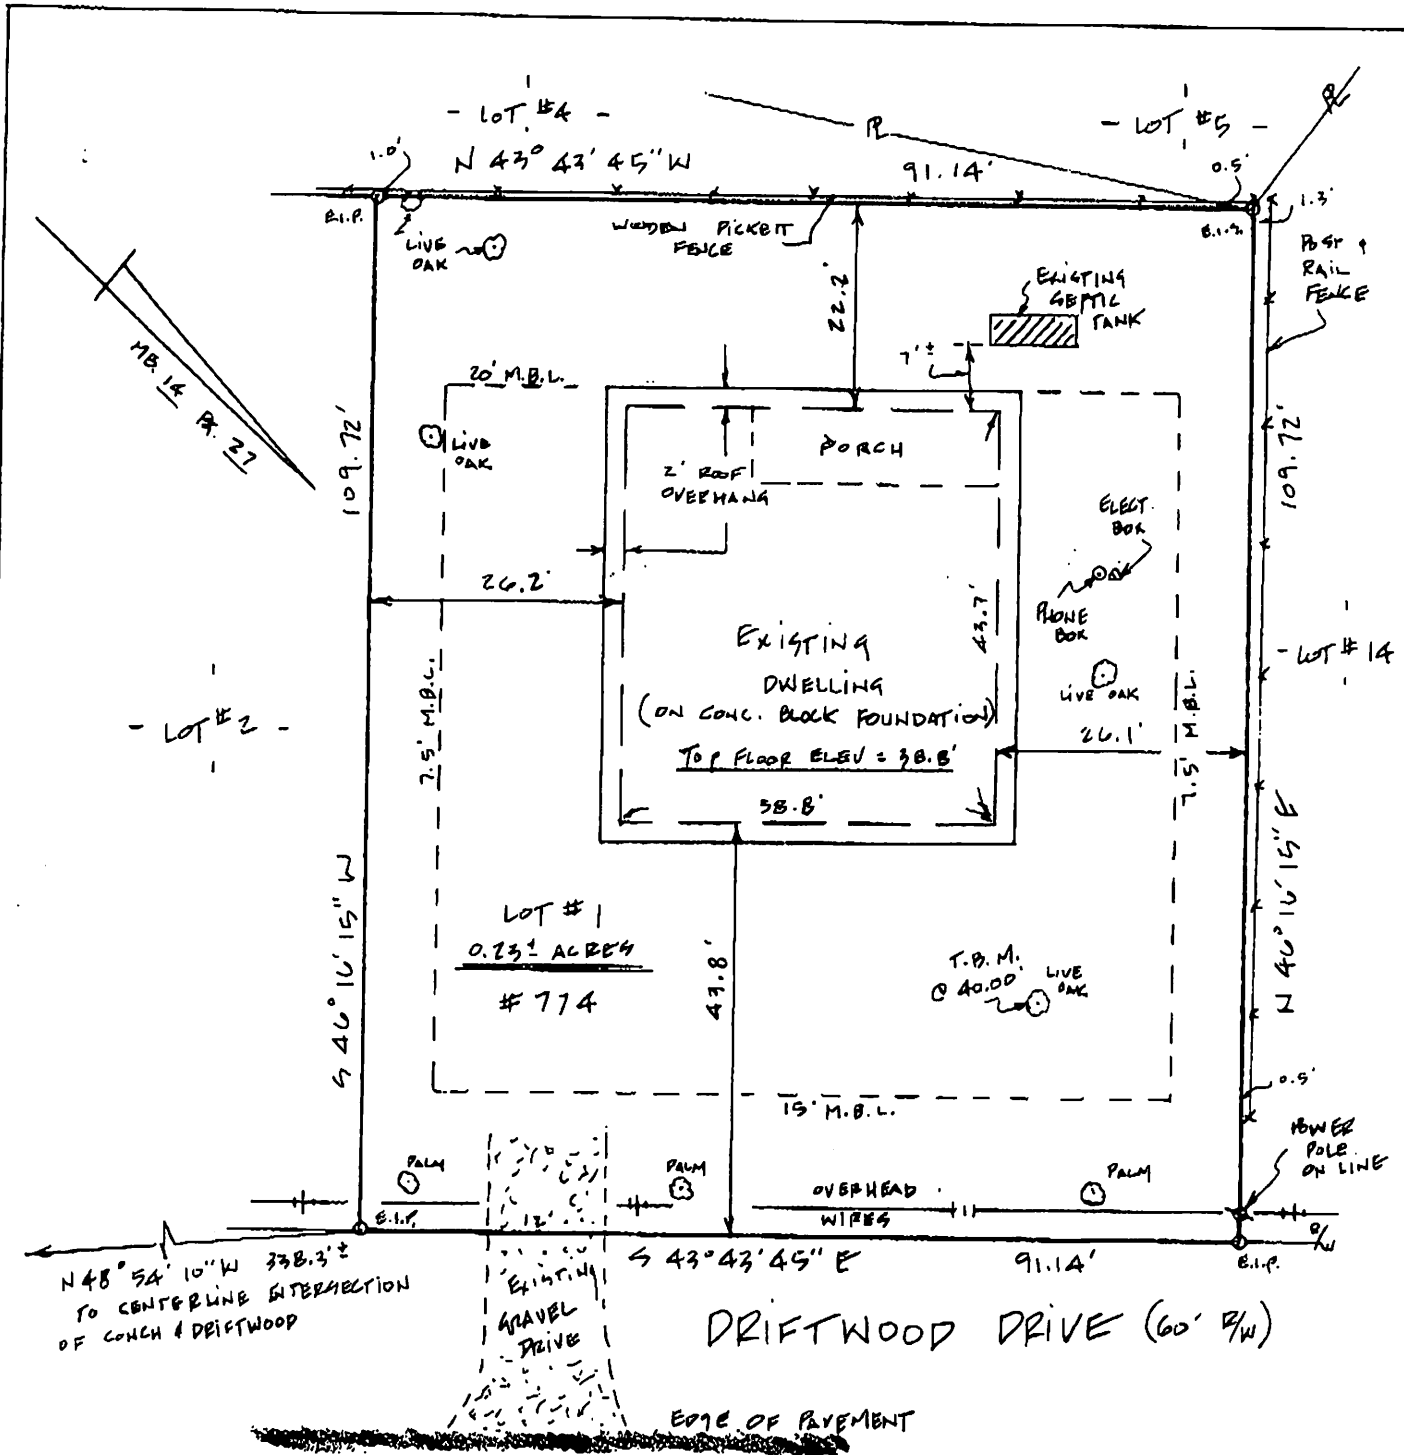 - LOT #4 -
- LOT #5 -
1.0'
N 43° 43' 45" W
91.14'
0.5'
1.3'
E.I.P.
LIVE
OAK
WOODEN PICKETT
FENCE
POST &
RAIL
FENCE
22.2'
EXISTING
SEPTIC
TANK
7'±
MB. 14 PG. 27
20' M.B.L.
109.72'
LIVE
OAK
2' ROOF
OVERHANG
PORCH
109.72'
ELECT.
BOX
PHONE
BOX
26.2'
43.7'
EXISTING
DWELLING
(ON CONC. BLOCK FOUNDATION)
TOP FLOOR ELEV = 38.8'
38.8'
LIVE OAK
26.1'
- LOT #14
- LOT #2 -
7.5' M.B.L.
7.5' M.B.L.
S 46° 16' 15" W
N 46° 16' 15" E
LOT #1
0.23± ACRES
#774
43.8'
T.B.M.
@ 40.00'
LIVE
OAK
15' M.B.L.
0.5'
POWER
POLE
ON LINE
PALM
PALM
PALM
OVERHEAD
WIRES
E.I.P.
12'
R/W
N 48° 54' 10" W 338.3'±
TO CENTERLINE INTERSECTION
OF CONCH & DRIFTWOOD
S 43° 43' 45" E
91.14'
E.I.P.
EXISTING
GRAVEL
DRIVE
DRIFTWOOD DRIVE (60' R/W)
EDGE OF PAVEMENT